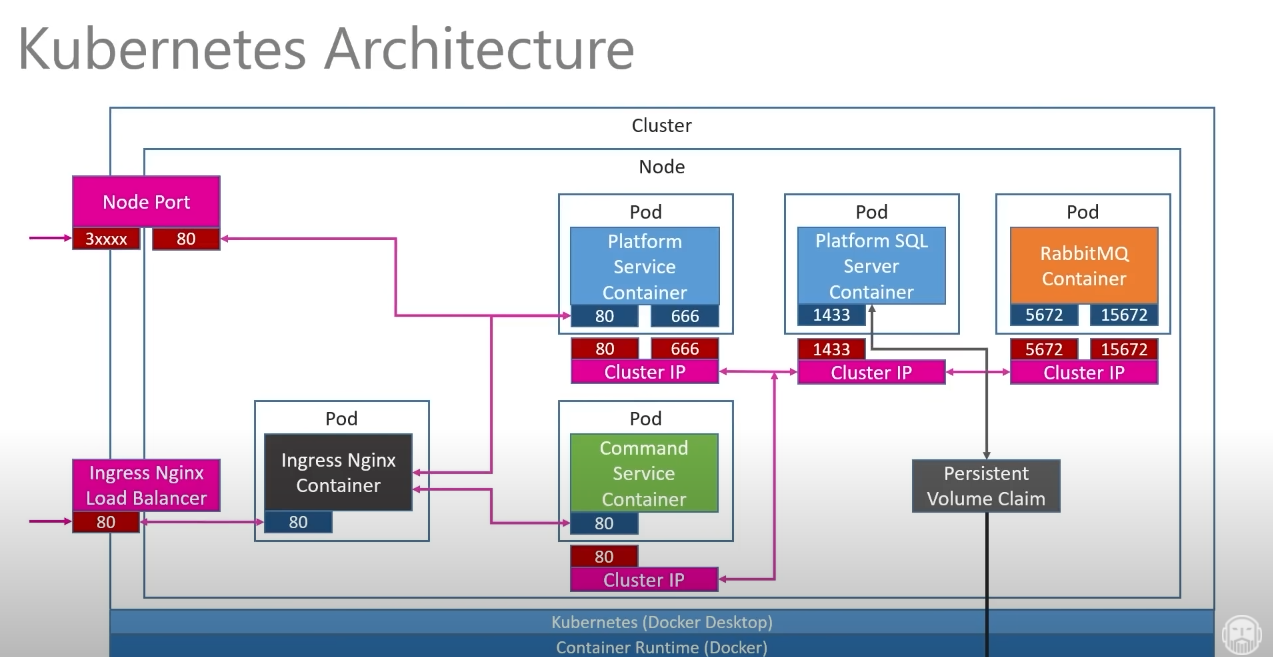 Kubernetes Architecture
Cluster
Node
Node Port
3xxxx
80
Pod
Platform
Service
Container
80
666
80
666
Cluster IP
Pod
Platform SQL
Server
Container
1433
1433
Cluster IP
Pod
RabbitMQ
Container
5672
15672
5672
15672
Cluster IP
Ingress Nginx
Load Balancer
80
Pod
Ingress Nginx
Container
80
Pod
Command
Service
Container
80
80
Cluster IP
Persistent
Volume Claim
Kubernetes (Docker Desktop)
Container Runtime (Docker)